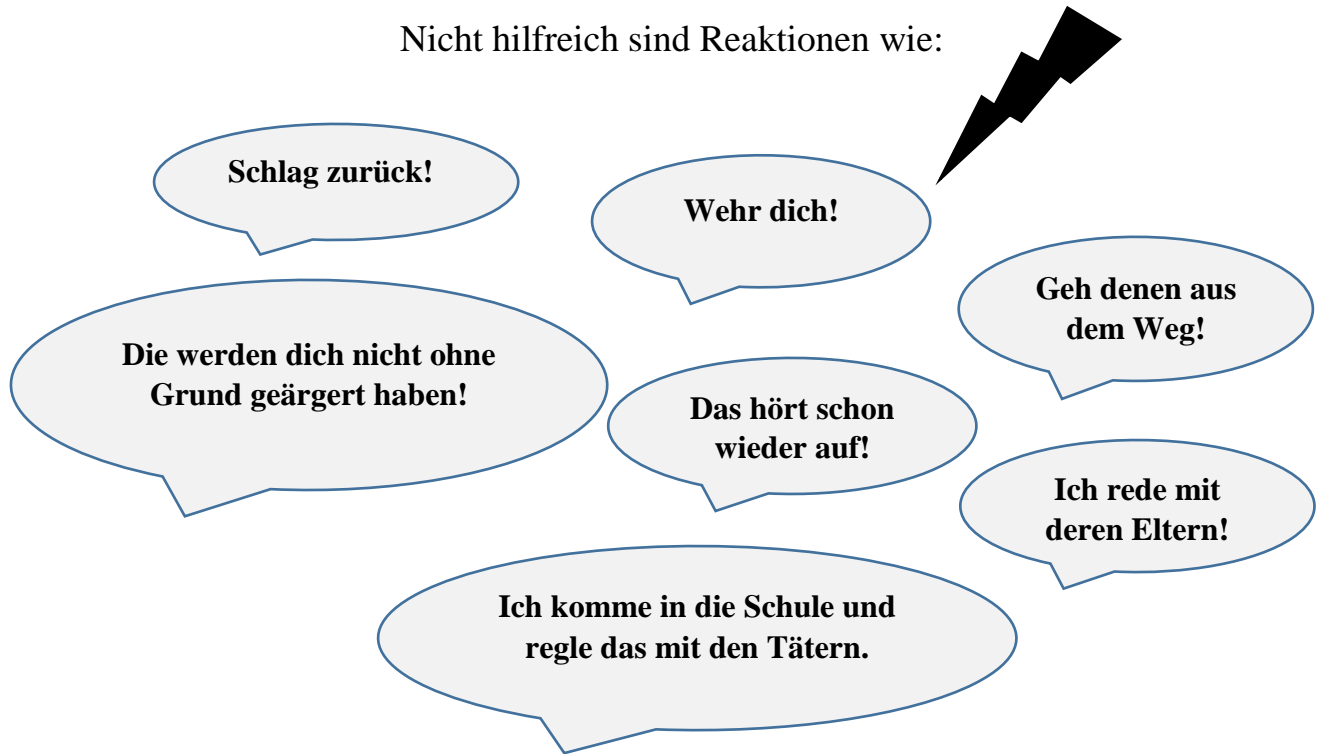 Nicht hilfreich sind Reaktionen wie:
Schlag zurück!
Wehr dich!
Geh denen aus
dem Weg!
Die werden dich nicht ohne
Grund geärgert haben!
Das hört schon
wieder auf!
Ich rede mit
deren Eltern!
Ich komme in die Schule und
regle das mit den Tätern.